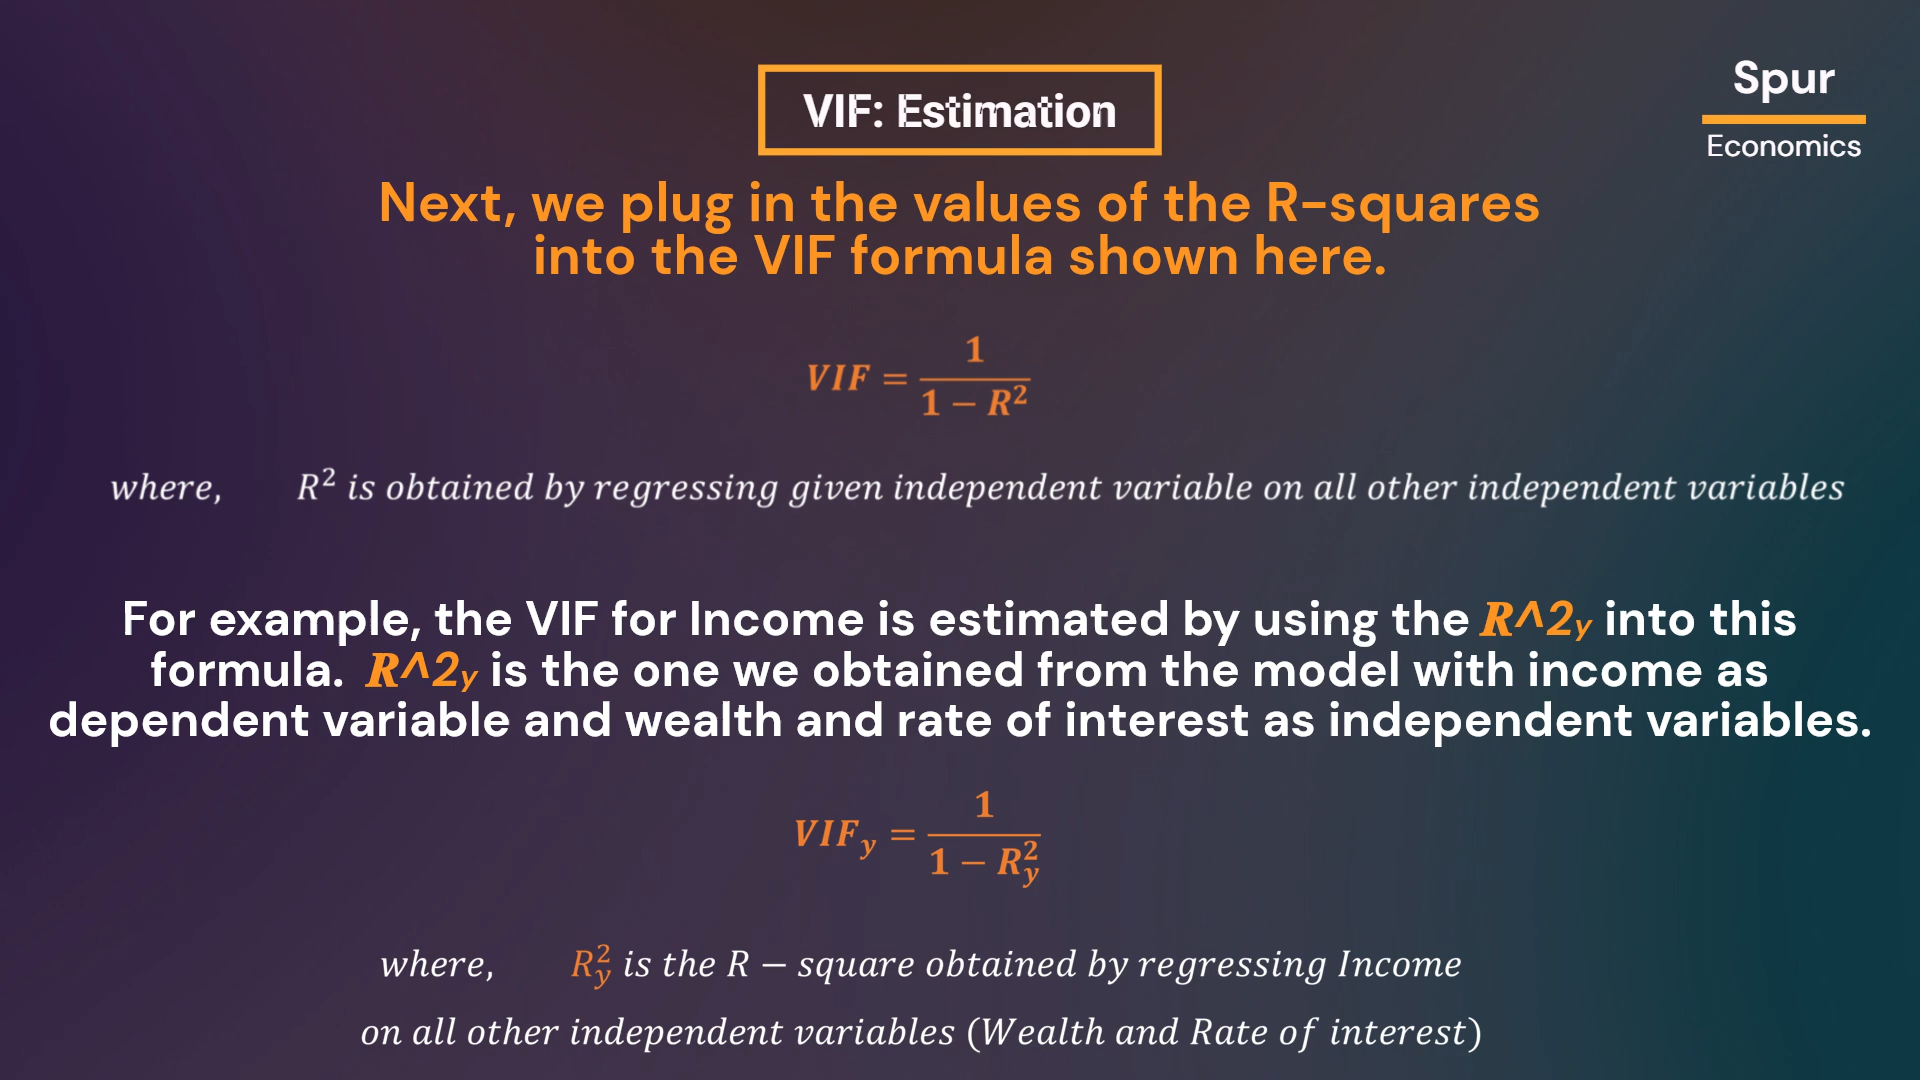 VIF: Estimation
Spur
Economics
Next, we plug in the values of the R-squares
into the VIF formula shown here.
VIF = 1 / (1 − R²)
where, R² is obtained by regressing given independent variable on all other independent variables
For example, the VIF for Income is estimated by using the R^2y into this
formula. R^2y is the one we obtained from the model with income as
dependent variable and wealth and rate of interest as independent variables.
VIF_y = 1 / (1 − R_y²)
where, R_y² is the R − square obtained by regressing Income
on all other independent variables (Wealth and Rate of interest)